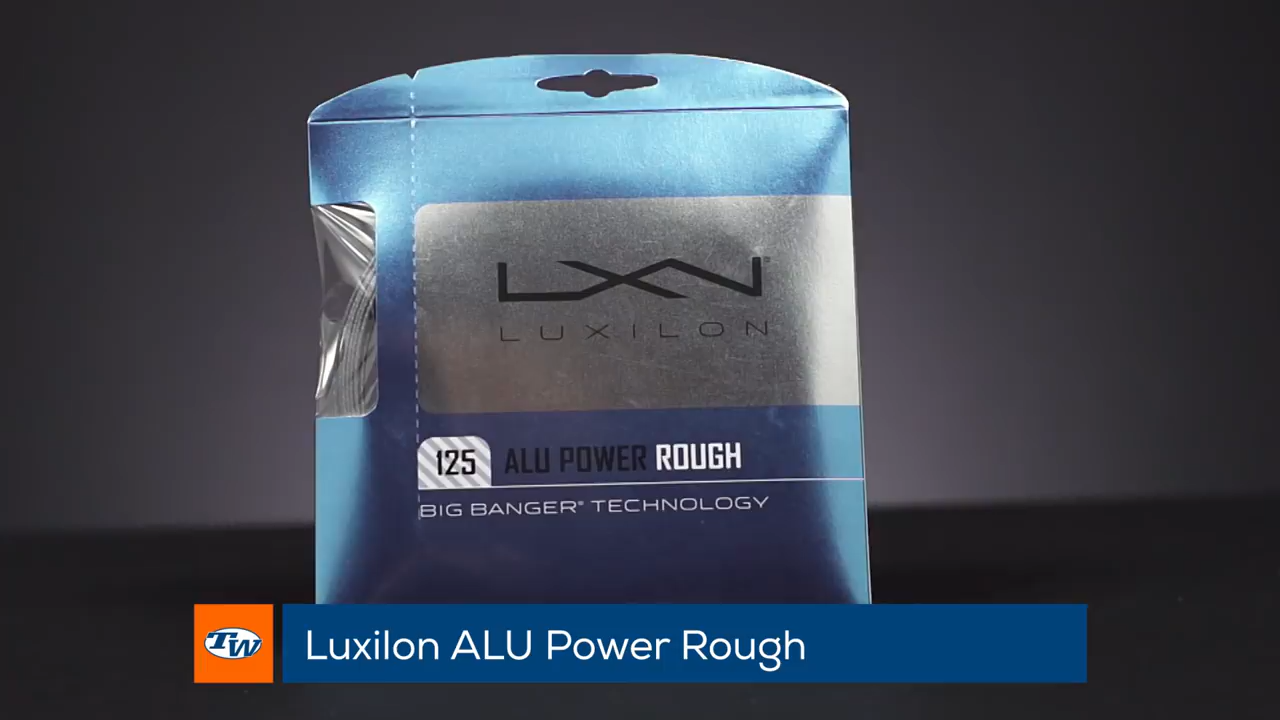 LXN®
LUXILON
125 ALU POWER ROUGH
BIG BANGER® TECHNOLOGY
TW Luxilon ALU Power Rough